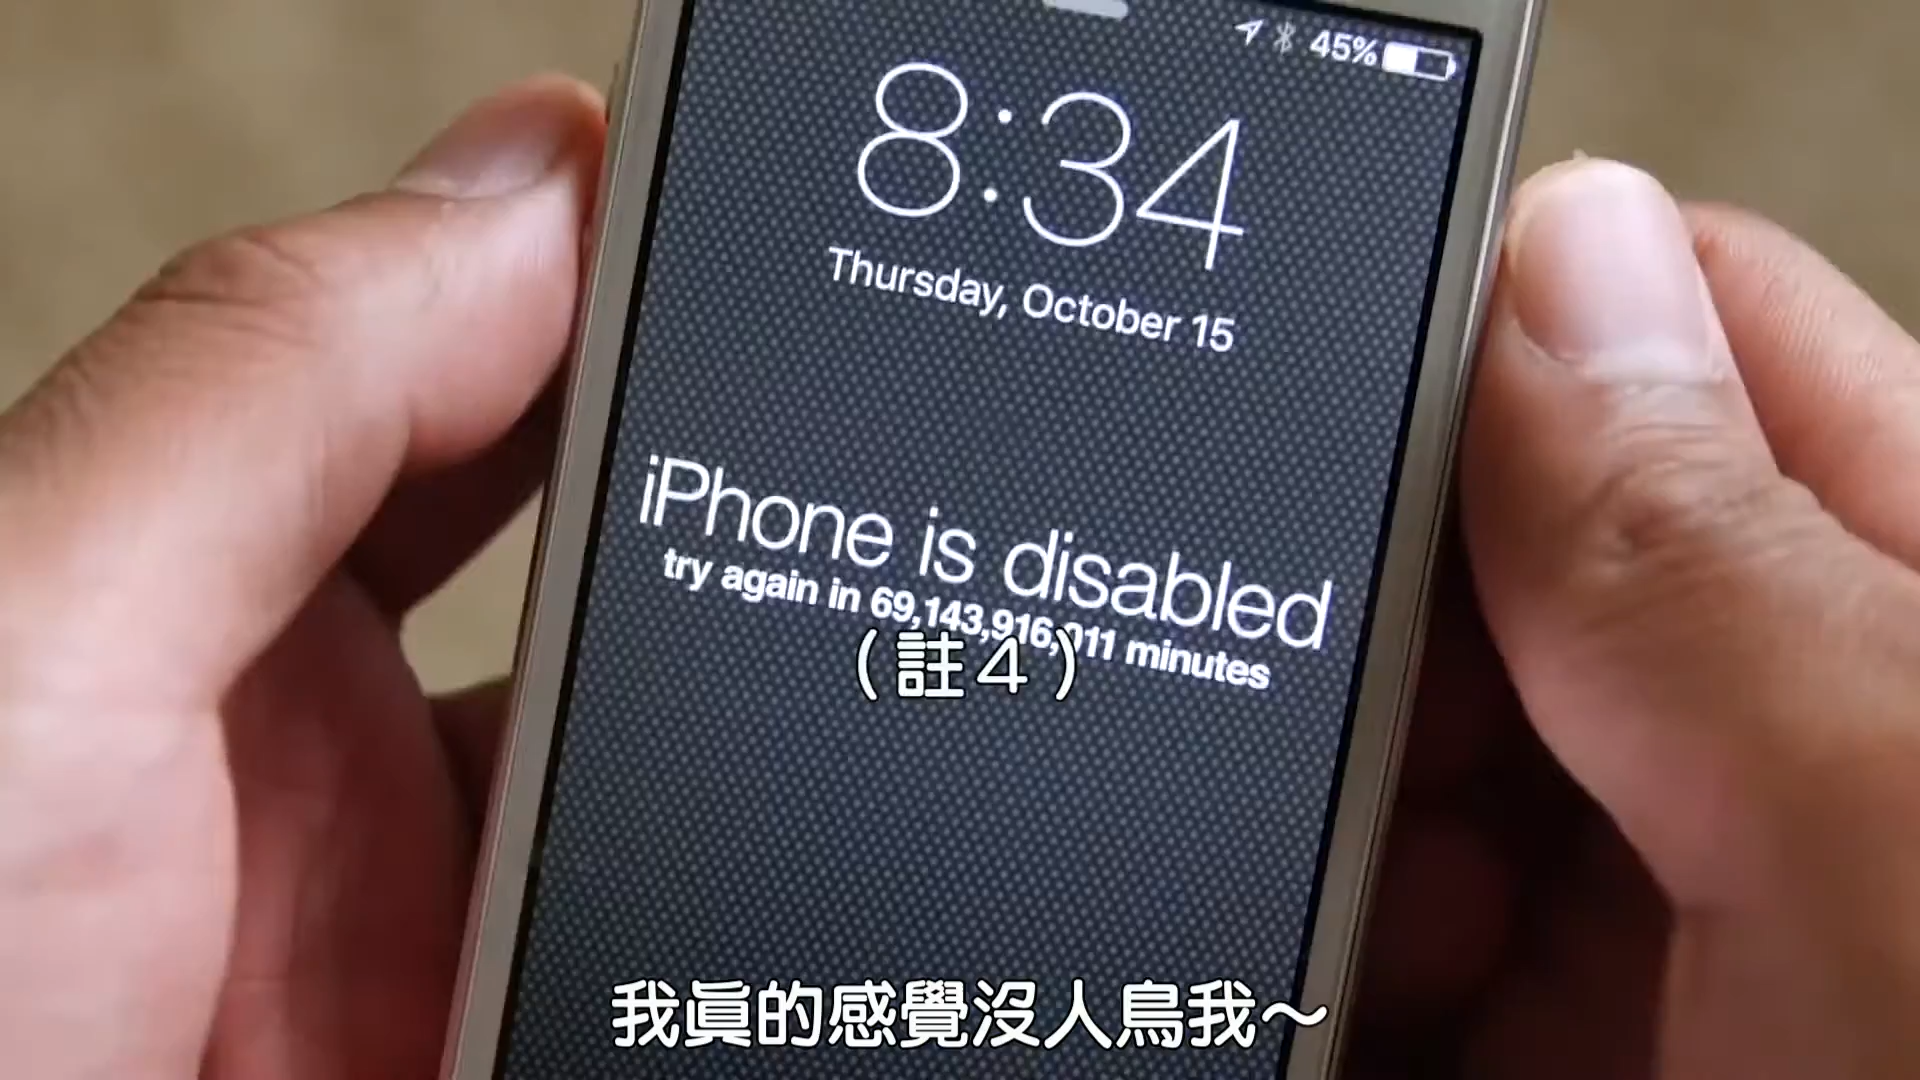 45%
8:34
Thursday, October 15
iPhone is disabled
try again in 69,143,916,011 minutes
（註４）
我真的感覺沒人鳥我～